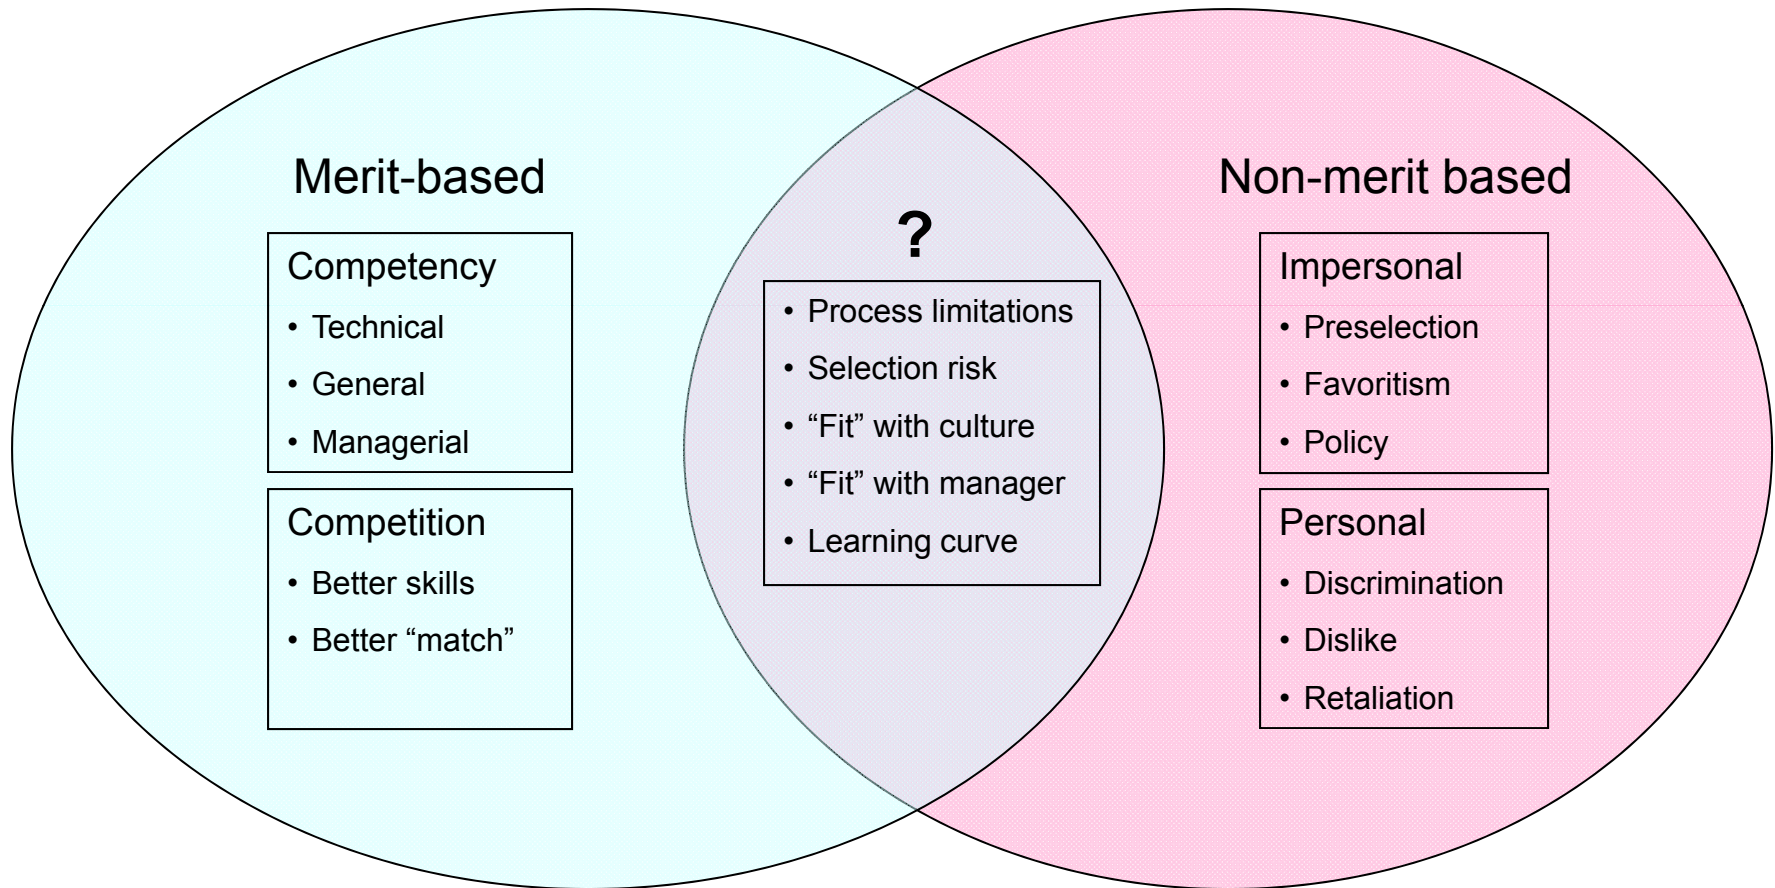 Merit-based
Competency
• Technical
• General
• Managerial
Competition
• Better skills
• Better “match”
?
• Process limitations
• Selection risk
• “Fit” with culture
• “Fit” with manager
• Learning curve
Non-merit based
Impersonal
• Preselection
• Favoritism
• Policy
Personal
• Discrimination
• Dislike
• Retaliation